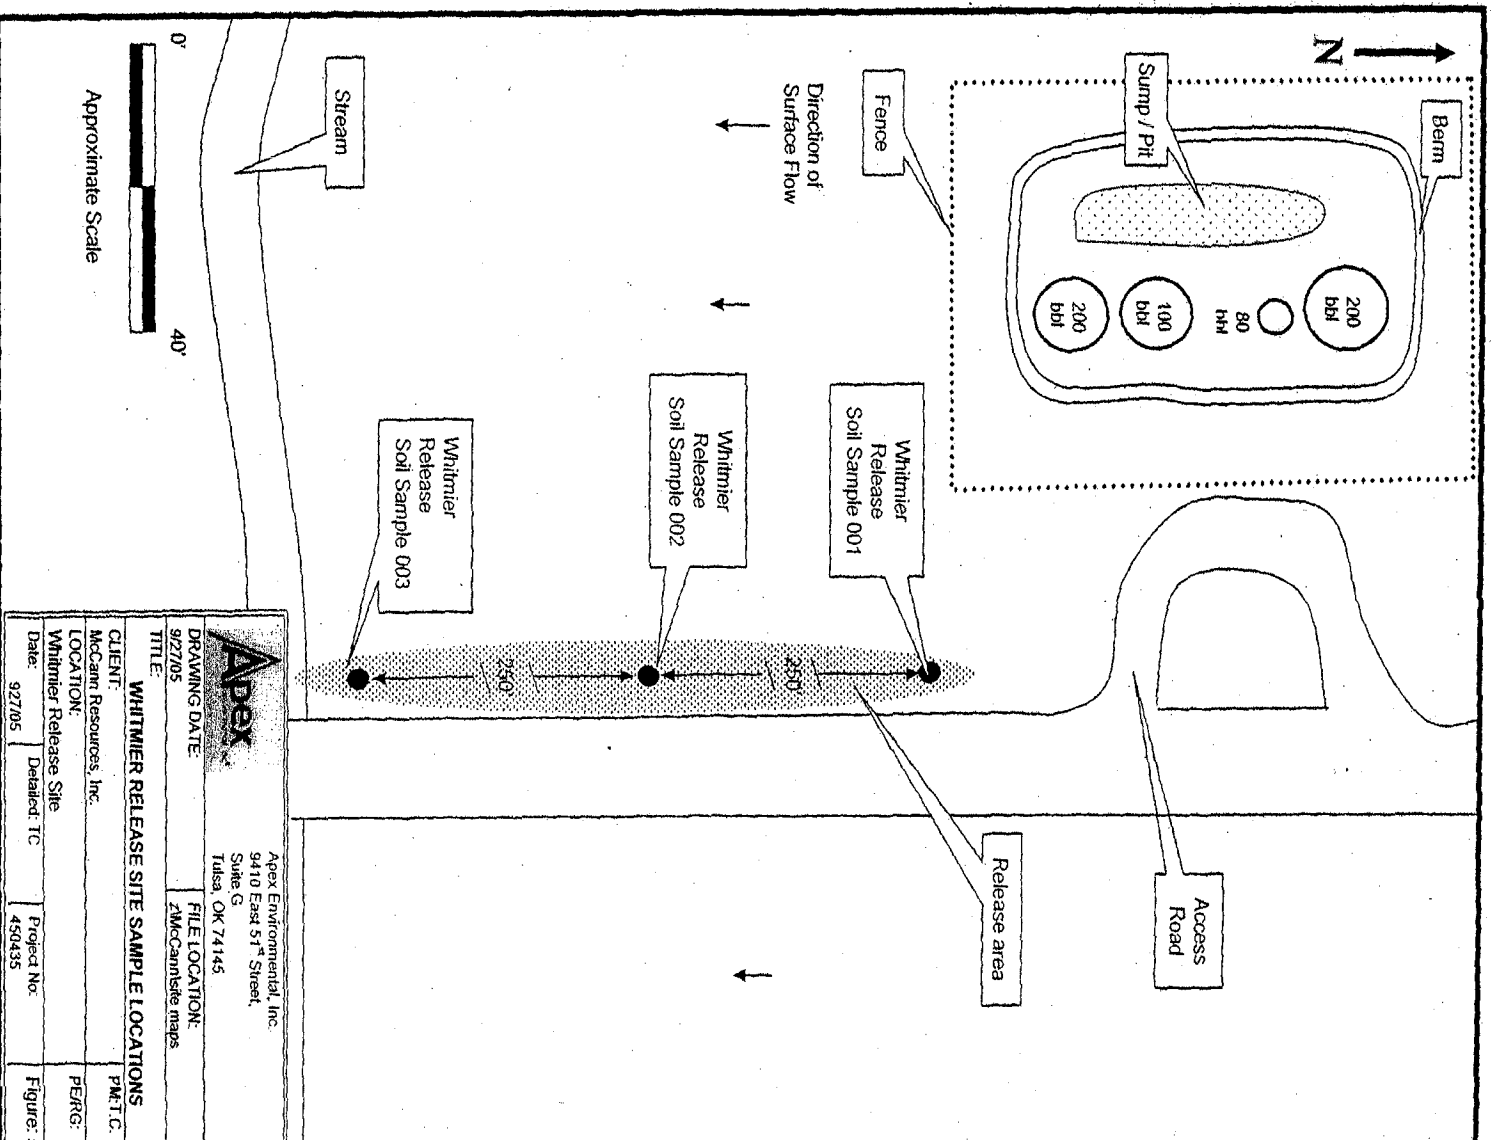 N
Berm
Sump / Pit
200
bbl
80
bbl
100
bbl
200
bbl
Fence
Direction of
Surface Flow
Access
Road
Whitmier
Release
Soil Sample 001
Release area
250'
Whitmier
Release
Soil Sample 002
250'
Whitmier
Release
Soil Sample 003
Stream
0'
40'
Approximate Scale
Apex
Apex Environmental, Inc.
9410 East 51st Street,
Suite G
Tulsa, OK 74145
DRAWING DATE:
9/27/05
FILE LOCATION:
z\McCann\site maps
TITLE:
WHITMIER RELEASE SITE SAMPLE LOCATIONS
CLIENT:
McCann Resources, Inc.
PM:T.C.
LOCATION:
Whitmier Release Site
PE/RG:
Date:
927/05
Detailed: TC
Project No:
450435
Figure: